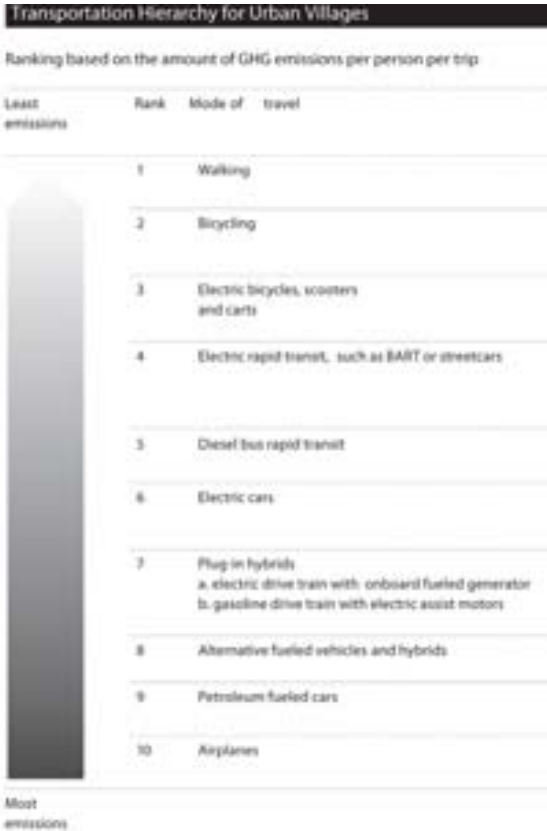 Transportation Hierarchy for Urban Villages
Ranking based on the amount of GHG emissions per person per trip
Least
emissions
Rank Mode of travel
1 Walking
2 Bicycling
3 Electric bicycles, scooters
and carts
4 Electric rapid transit, such as BART or streetcars
5 Diesel bus rapid transit
6 Electric cars
7 Plug in hybrids
a. electric drive train with onboard fueled generator
b. gasoline drive train with electric assist motors
8 Alternative fueled vehicles and hybrids
9 Petroleum fueled cars
10 Airplanes
Most
emissions